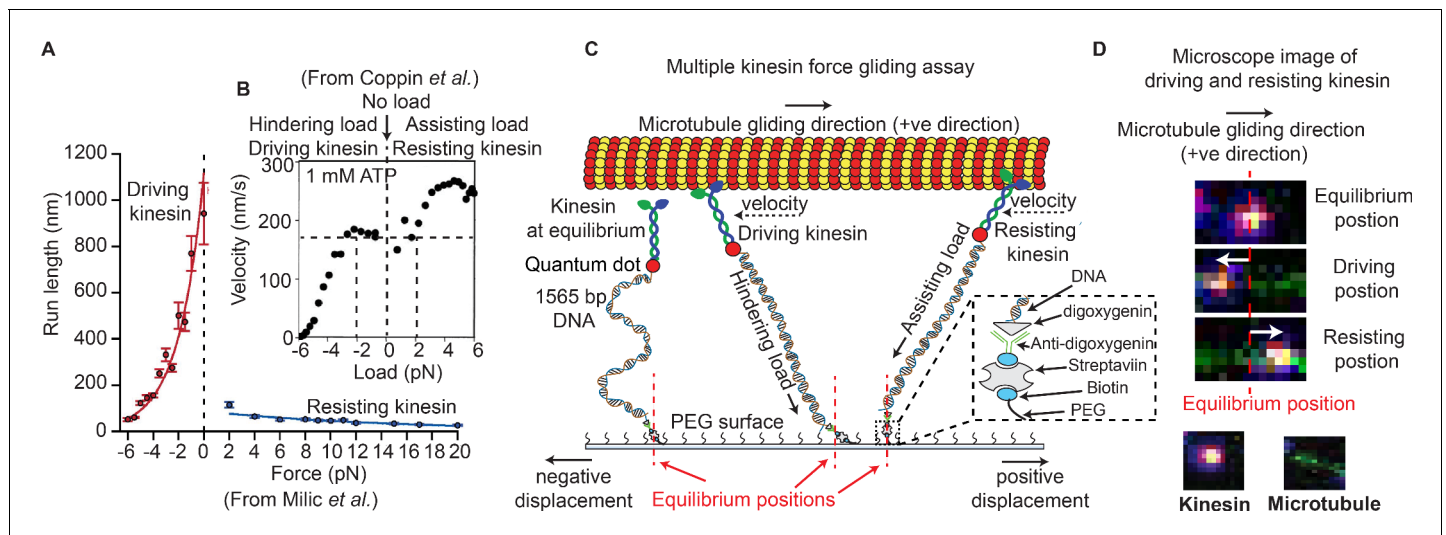 A
Run length (nm)
1200
1000
800
600
400
200
0
Driving
kinesin
Resisting kinesin
-6
-4
-2
0
2
4
6
8
10
12
14
16
18
20
Force (pN)
(From Milic et al.)
(From Coppin et al.)
B
No load
Hindering load
Assisting load
Driving kinesin
Resisting kinesin
1 mM ATP
Velocity (nm/s)
300
200
100
0
-6
-4
-2
0
2
4
6
Load (pN)
C
Multiple kinesin force gliding assay
Microtubule gliding direction (+ve direction)
Kinesin
at equilibrium
velocity
Driving kinesin
velocity
Resisting
kinesin
Quantum dot
1565 bp
DNA
Hindering load
Assisting load
DNA
digoxygenin
Anti-digoxygenin
Streptaviin
Biotin
PEG
PEG surface
negative
displacement
Equilibrium positions
positive
displacement
D
Microscope image of
driving and resisting kinesin
Microtubule gliding direction
(+ve direction)
Equilibrium
postion
Driving
postion
Resisting
postion
Equilibrium position
Kinesin
Microtubule